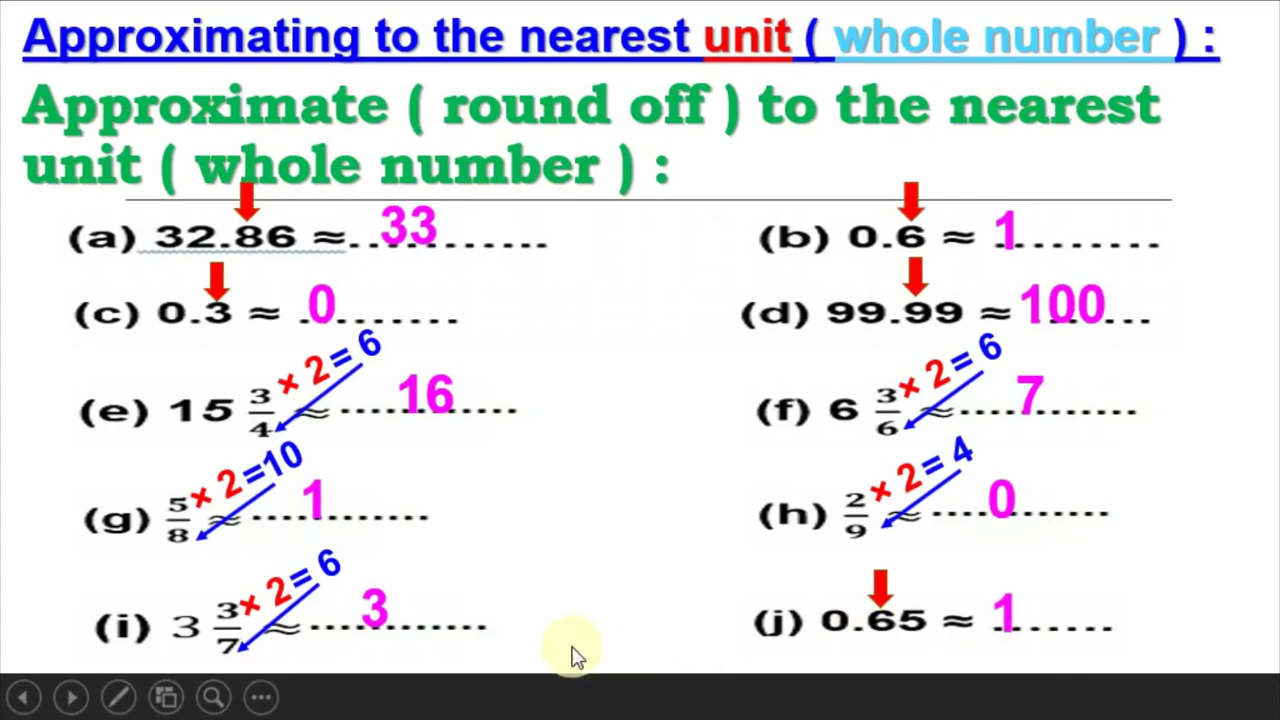 Approximating to the nearest unit ( whole number ) :
Approximate ( round off ) to the nearest
unit ( whole number ) :
(a) 32.86 ≈ 33............
(b) 0.6 ≈ 1.........
(c) 0.3 ≈ .0.......
(d) 99.99 ≈ 100...
(e) 15 3/4 × 2 = 6 ≈ ........16........
(f) 6 3/6 × 2 = 6 ≈ ........7........
(g) 5/8 × 2 =10 ≈ ........1........
(h) 2/9 × 2 = 4 ≈ ........0........
(i) 3 3/7 × 2 = 6 ≈ ........3........
(j) 0.65 ≈ 1.......